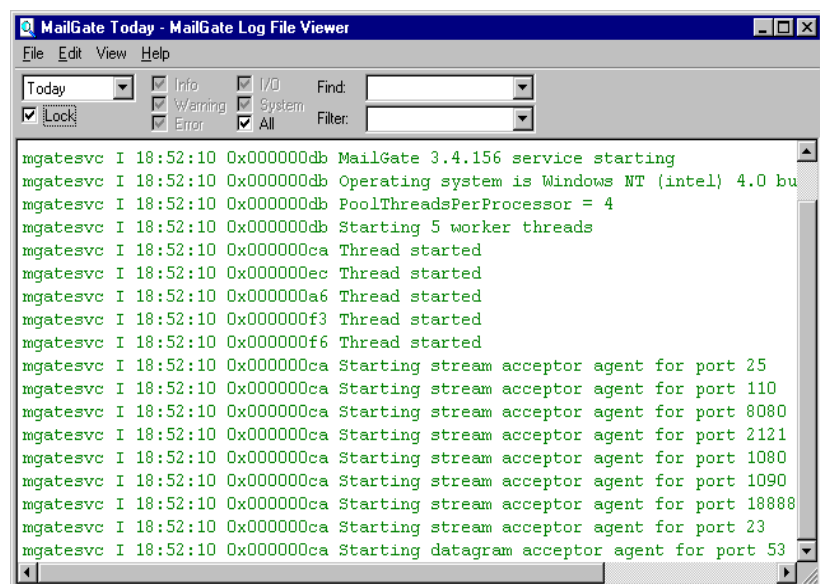 MailGate Today - MailGate Log File Viewer
File Edit View Help
Today Info I/O Find:
Lock Warning System Filter:
Error All
mgatesvc I 18:52:10 0x000000db MailGate 3.4.156 service starting
mgatesvc I 18:52:10 0x000000db Operating system is Windows NT (intel) 4.0 bu
mgatesvc I 18:52:10 0x000000db PoolThreadsPerProcessor = 4
mgatesvc I 18:52:10 0x000000db Starting 5 worker threads
mgatesvc I 18:52:10 0x000000ca Thread started
mgatesvc I 18:52:10 0x000000ec Thread started
mgatesvc I 18:52:10 0x000000a6 Thread started
mgatesvc I 18:52:10 0x000000f3 Thread started
mgatesvc I 18:52:10 0x000000f6 Thread started
mgatesvc I 18:52:10 0x000000ca Starting stream acceptor agent for port 25
mgatesvc I 18:52:10 0x000000ca Starting stream acceptor agent for port 110
mgatesvc I 18:52:10 0x000000ca Starting stream acceptor agent for port 8080
mgatesvc I 18:52:10 0x000000ca Starting stream acceptor agent for port 2121
mgatesvc I 18:52:10 0x000000ca Starting stream acceptor agent for port 1080
mgatesvc I 18:52:10 0x000000ca Starting stream acceptor agent for port 1090
mgatesvc I 18:52:10 0x000000ca Starting stream acceptor agent for port 18888
mgatesvc I 18:52:10 0x000000ca Starting stream acceptor agent for port 23
mgatesvc I 18:52:10 0x000000ca Starting datagram acceptor agent for port 53